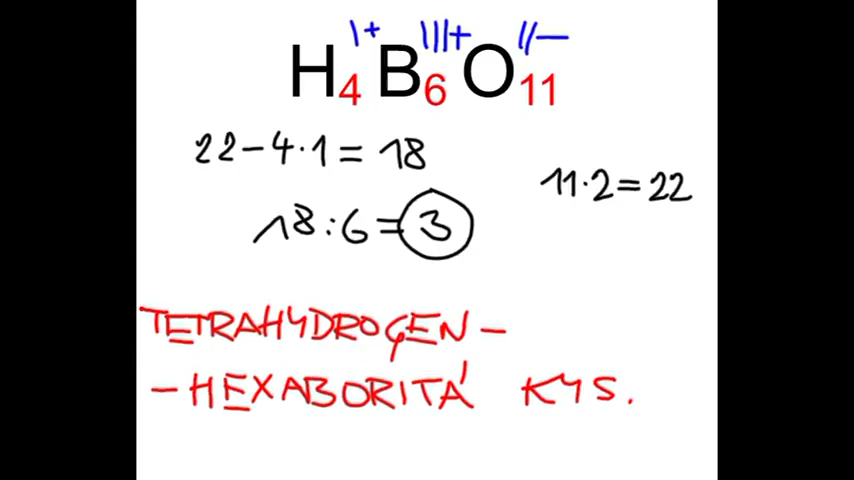 I+ III+ II−
H4B6O11
22-4·1=18
11·2=22
18:6=3
TETRAHYDROGEN-
-HEXABORITÁ KYS.